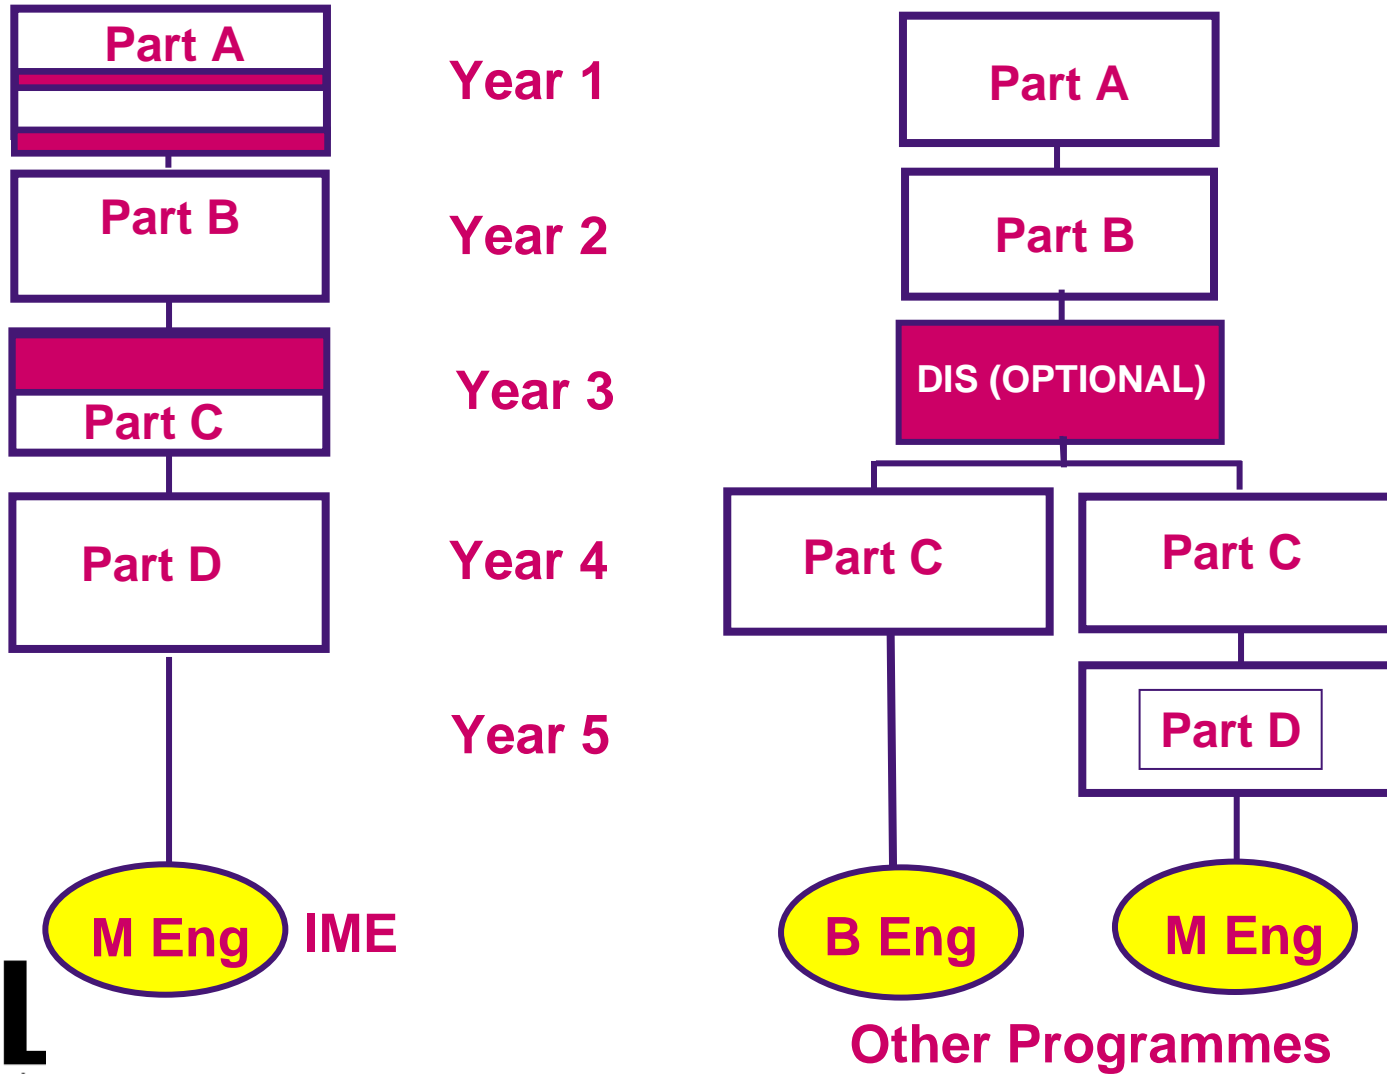 Part A
Year 1
Part A
Part B
Year 2
Part B
Year 3
DIS (OPTIONAL)
Part C
Part D
Year 4
Part C
Part C
Year 5
Part D
M Eng
IME
B Eng
M Eng
L
Other Programmes